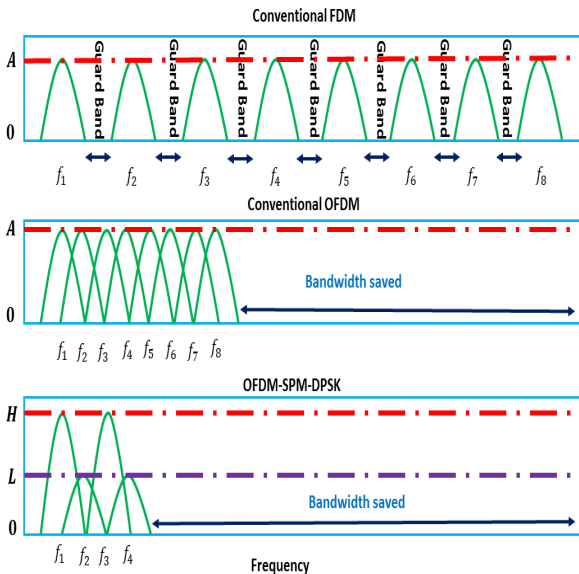 Conventional FDM
A
Guard Band Guard Band Guard Band Guard Band Guard Band Guard Band Guard Band
0
f1 f2 f3 f4 f5 f6 f7 f8
Conventional OFDM
A
Bandwidth saved
0
f1 f2 f3 f4 f5 f6 f7 f8
OFDM-SPM-DPSK
H
L
Bandwidth saved
0
f1 f2 f3 f4
Frequency